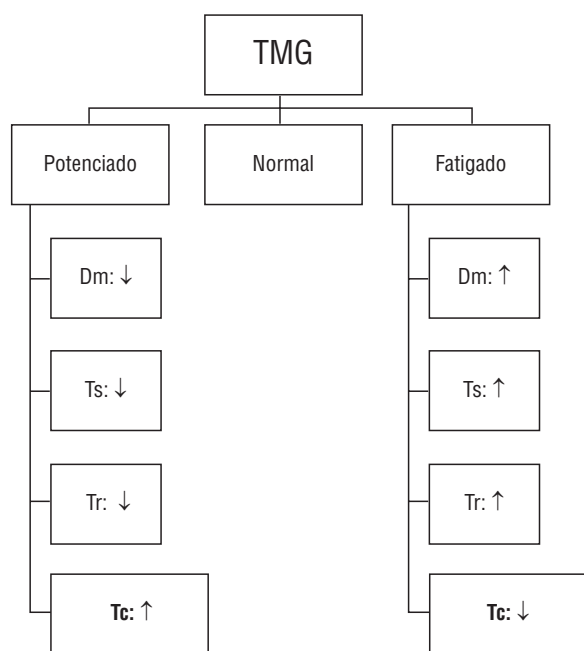 TMG
Potenciado
Normal
Fatigado
Dm: ↓
Dm: ↑
Ts: ↓
Ts: ↑
Tr: ↓
Tr: ↑
Tc: ↑
Tc: ↓